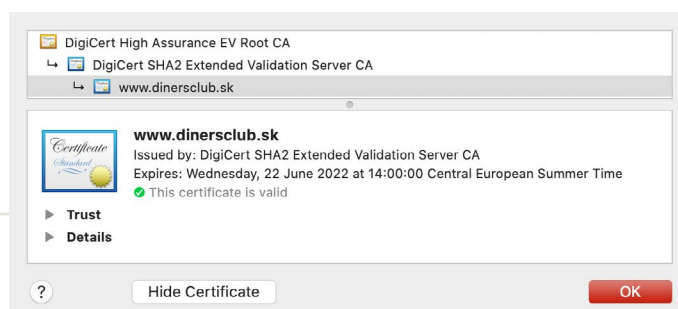 DigiCert High Assurance EV Root CA
DigiCert SHA2 Extended Validation Server CA
www.dinersclub.sk
Certificate
Standard
www.dinersclub.sk
Issued by: DigiCert SHA2 Extended Validation Server CA
Expires: Wednesday, 22 June 2022 at 14:00:00 Central European Summer Time
This certificate is valid
Trust
Details
?
Hide Certificate
OK